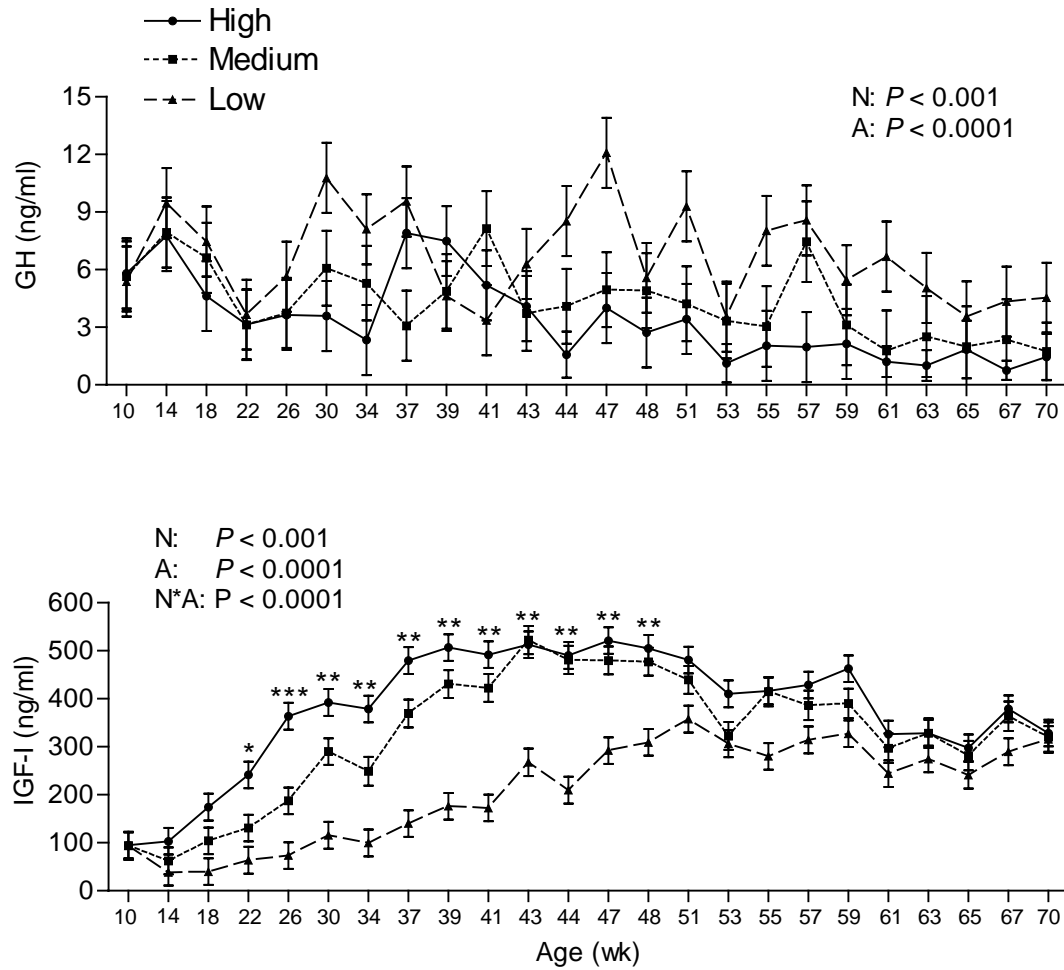 High
Medium
Low
15
12
9
6
3
0
GH (ng/ml)
N: P < 0.001
A: P < 0.0001
10 14 18 22 26 30 34 37 39 41 43 44 47 48 51 53 55 57 59 61 63 65 67 70
N: P < 0.001
A: P < 0.0001
N*A: P < 0.0001
600
500
400
300
200
100
0
IGF-I (ng/ml)
* *** ** ** ** ** ** ** ** ** **
10 14 18 22 26 30 34 37 39 41 43 44 47 48 51 53 55 57 59 61 63 65 67 70
Age (wk)